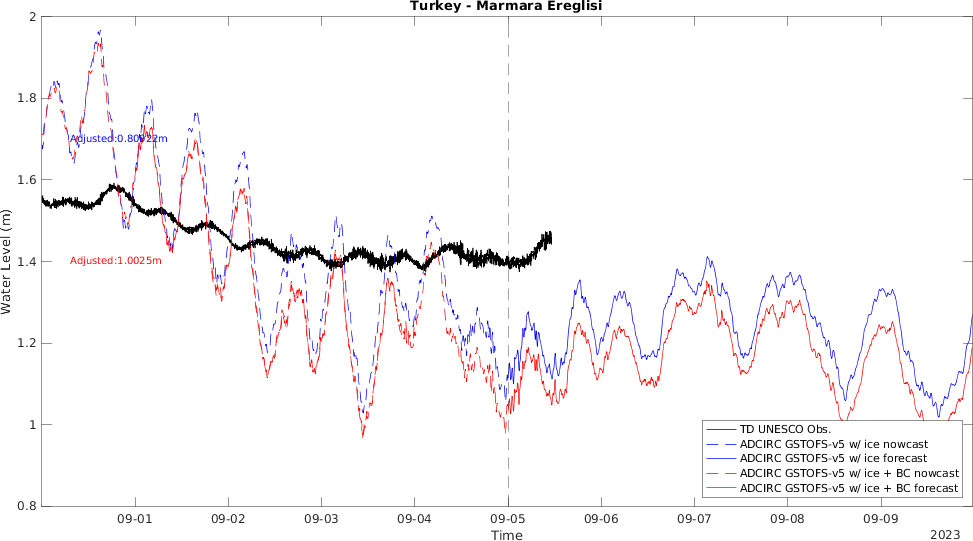 Turkey - Marmara Ereglisi
2
1.8
1.6
1.4
1.2
1
0.8
Water Level (m)
Adjusted:1.0025m
TD UNESCO Obs.
ADCIRC GSTOFS-v5 w/ ice nowcast
ADCIRC GSTOFS-v5 w/ ice forecast
ADCIRC GSTOFS-v5 w/ ice + BC nowcast
ADCIRC GSTOFS-v5 w/ ice + BC forecast
09-01 09-02 09-03 09-04 09-05 09-06 09-07 09-08 09-09
Time
2023